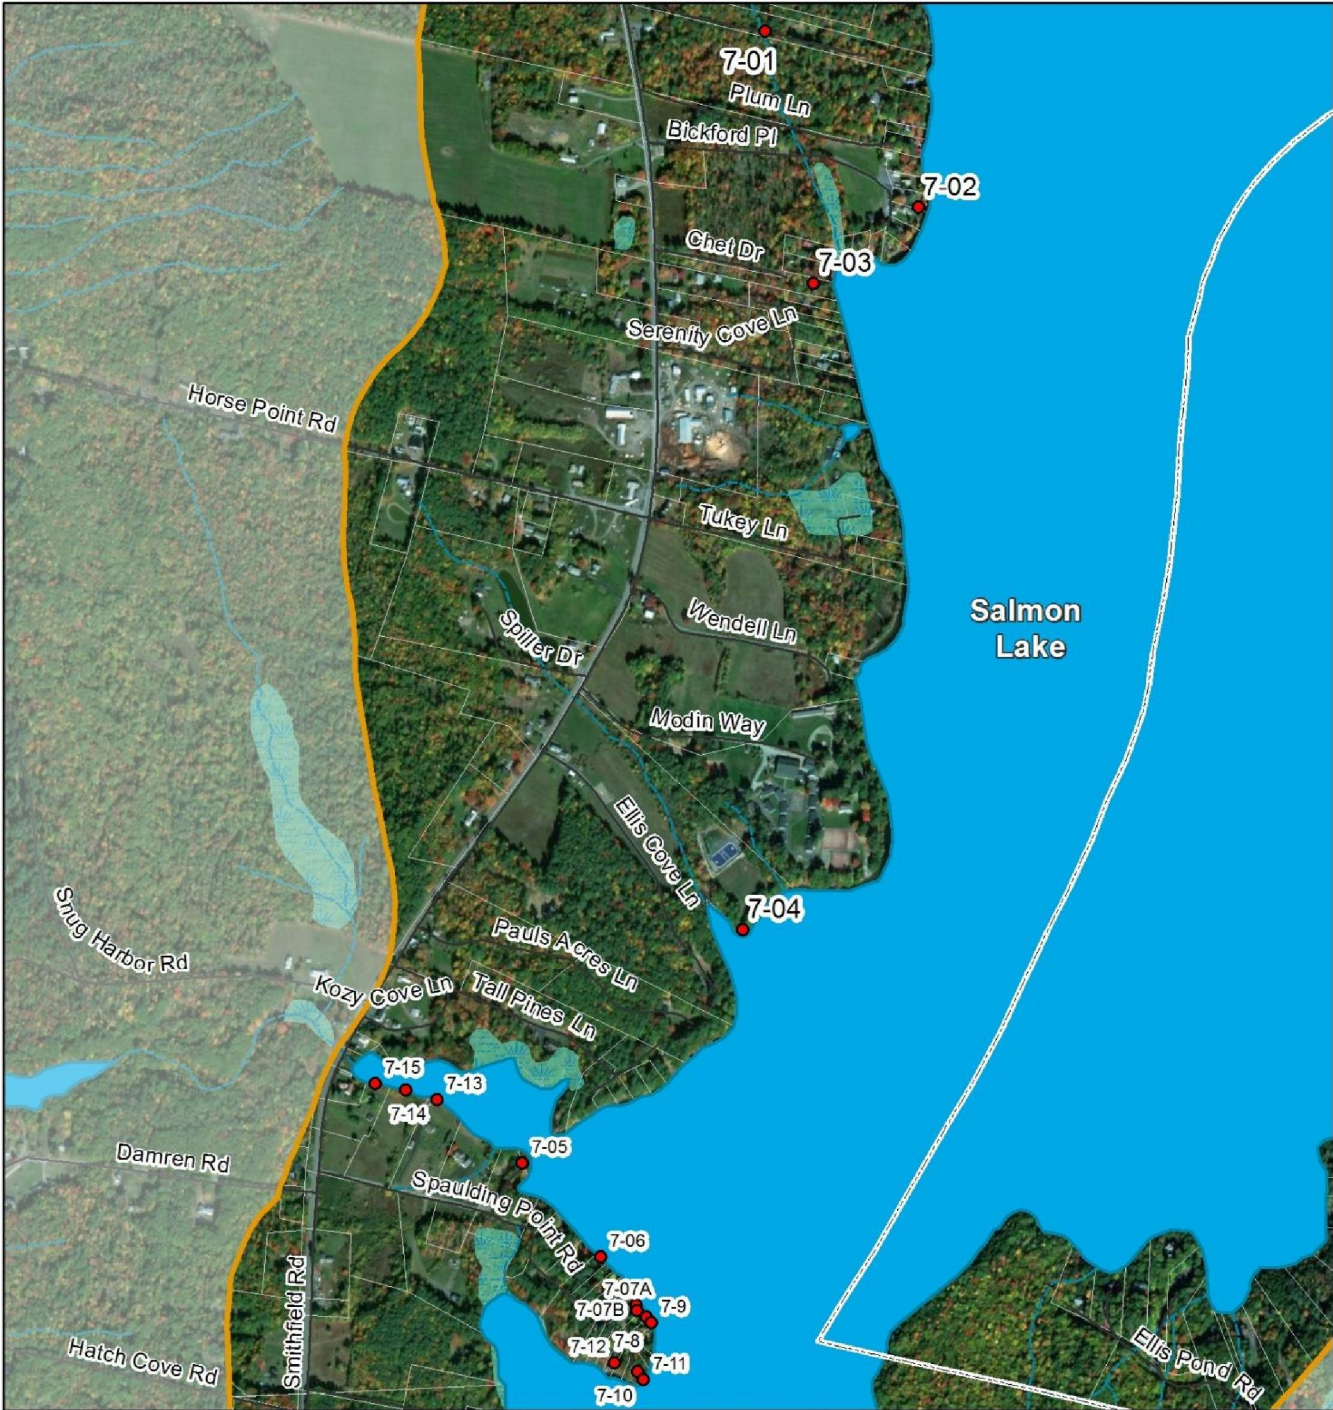 7-01
Plum Ln
Bickford Pl
7-02
Chet Dr
7-03
Serenity Cove Ln
Horse Point Rd
Tukey Ln
Salmon
Lake
Wendell Ln
Spiller Dr
Modin Way
Ellis Cove Ln
7-04
Snug Harbor Rd
Pauls Acres Ln
Kozy Cove Ln
Tall Pines Ln
7-15
7-13
7-14
7-05
Damren Rd
Spaulding Point Rd
7-06
7-07A
7-07B
7-9
Smithfield Rd
7-12
7-8
7-11
7-10
Hatch Cove Rd
Ellis Pond Rd